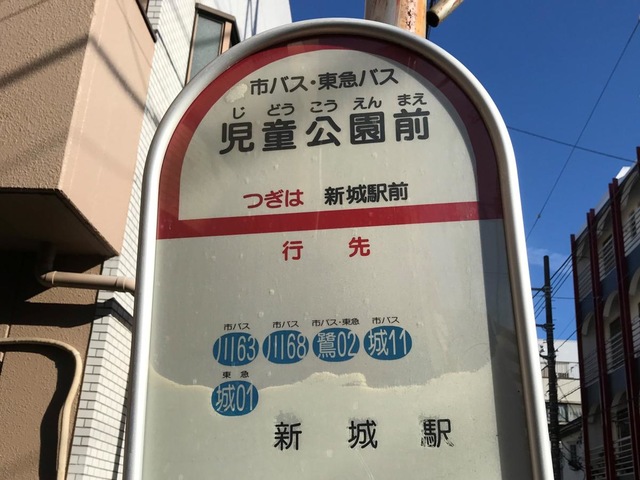 市バス・東急バス
じどうこうえんまえ
児童公園前
つぎは 新城駅前
行先
市バス 市バス 市バス・東急 市バス
川63 川68 鷺02 城11
東急
城01
新城駅